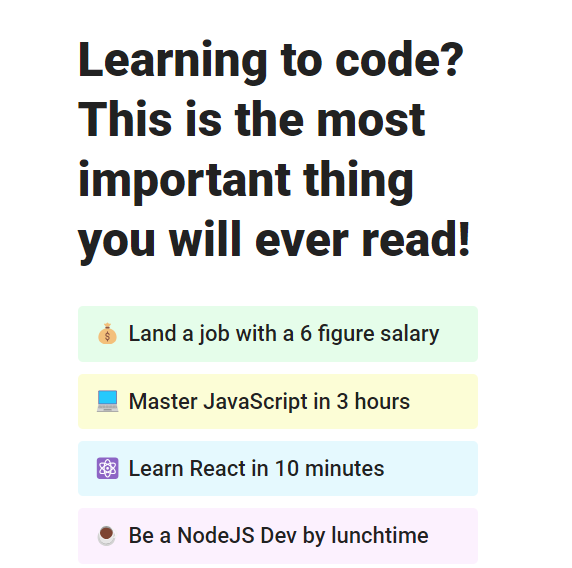 Learning to code?
This is the most
important thing
you will ever read!
💰 Land a job with a 6 figure salary
💻 Master JavaScript in 3 hours
⚛️ Learn React in 10 minutes
☕ Be a NodeJS Dev by lunchtime